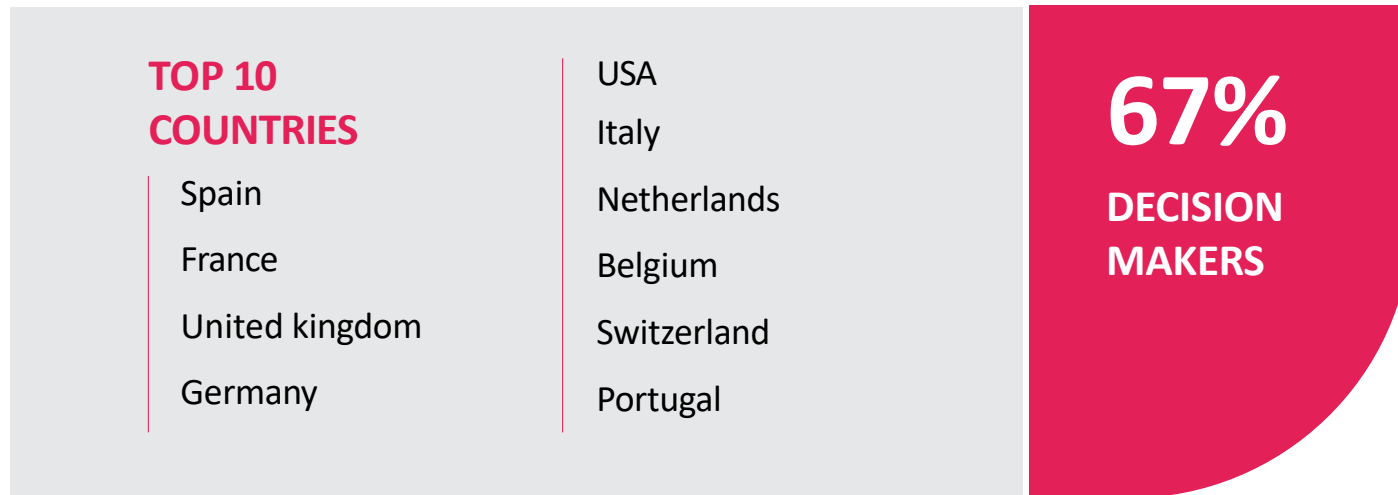 TOP 10
COUNTRIES
Spain
France
United kingdom
Germany
USA
Italy
Netherlands
Belgium
Switzerland
Portugal
67%
DECISION
MAKERS